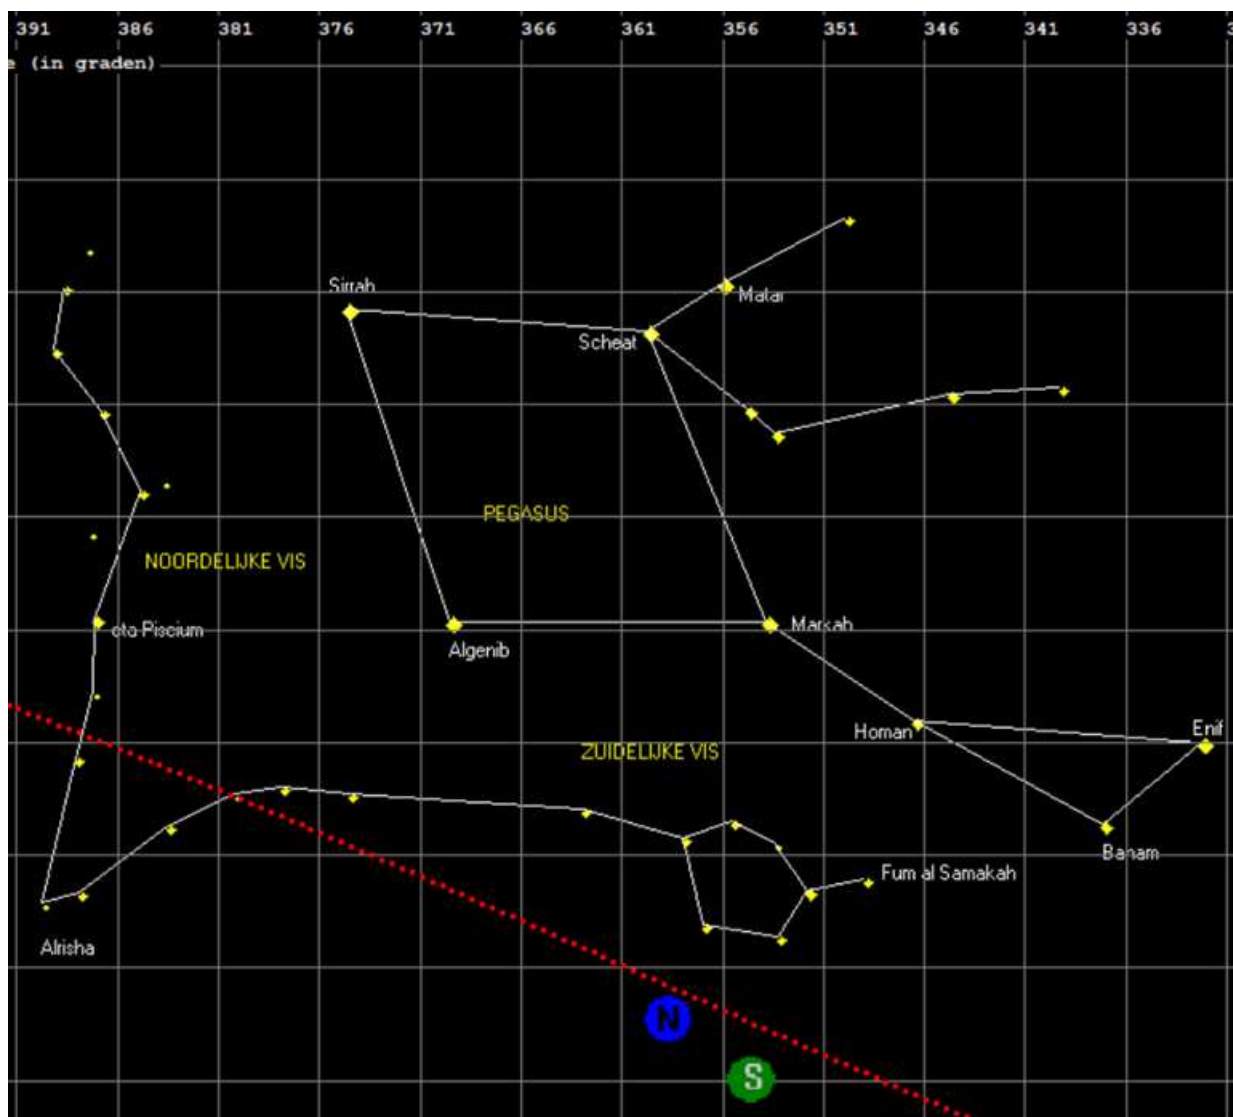 391 386 381 376 371 366 361 356 351 346 341 336
e (in graden)
Sirrah
Matar
Scheat
PEGASUS
NOORDELIJKE VIS
Markab
Algenib
Enif
Homan
ZUIDELIJKE VIS
Fum al Samakah
Alrisha
N
S